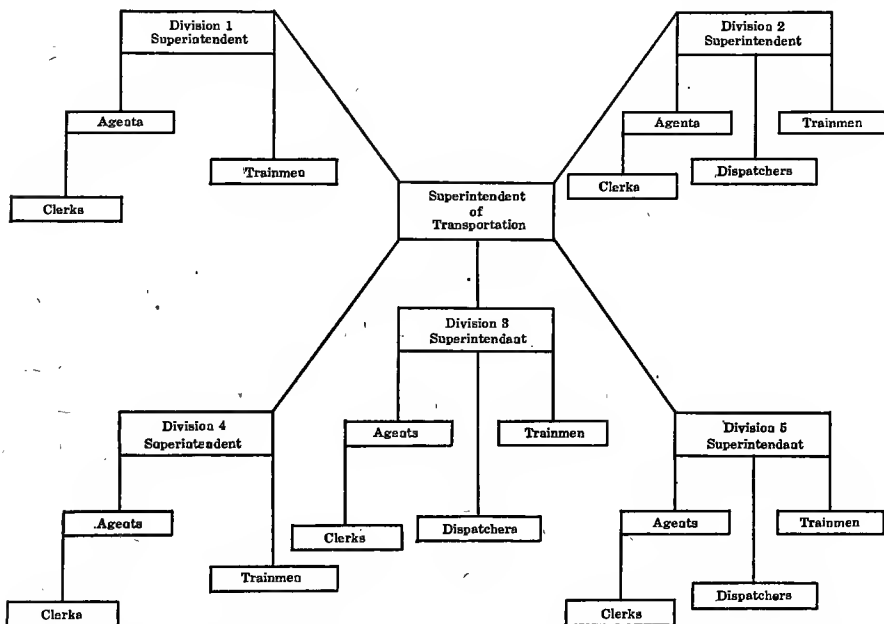 Division 1
Superintendent
Division 2
Superintendent
Agents
Trainmen
Clerks
Agents
Trainmen
Dispatchers
Clerks
Superintendent
of
Transportation
Division 3
Superintendent
Agents
Trainmen
Clerks
Dispatchers
Division 4
Superintendent
Agents
Trainmen
Clerks
Division 5
Superintendent
Agents
Trainmen
Dispatchers
Clerks